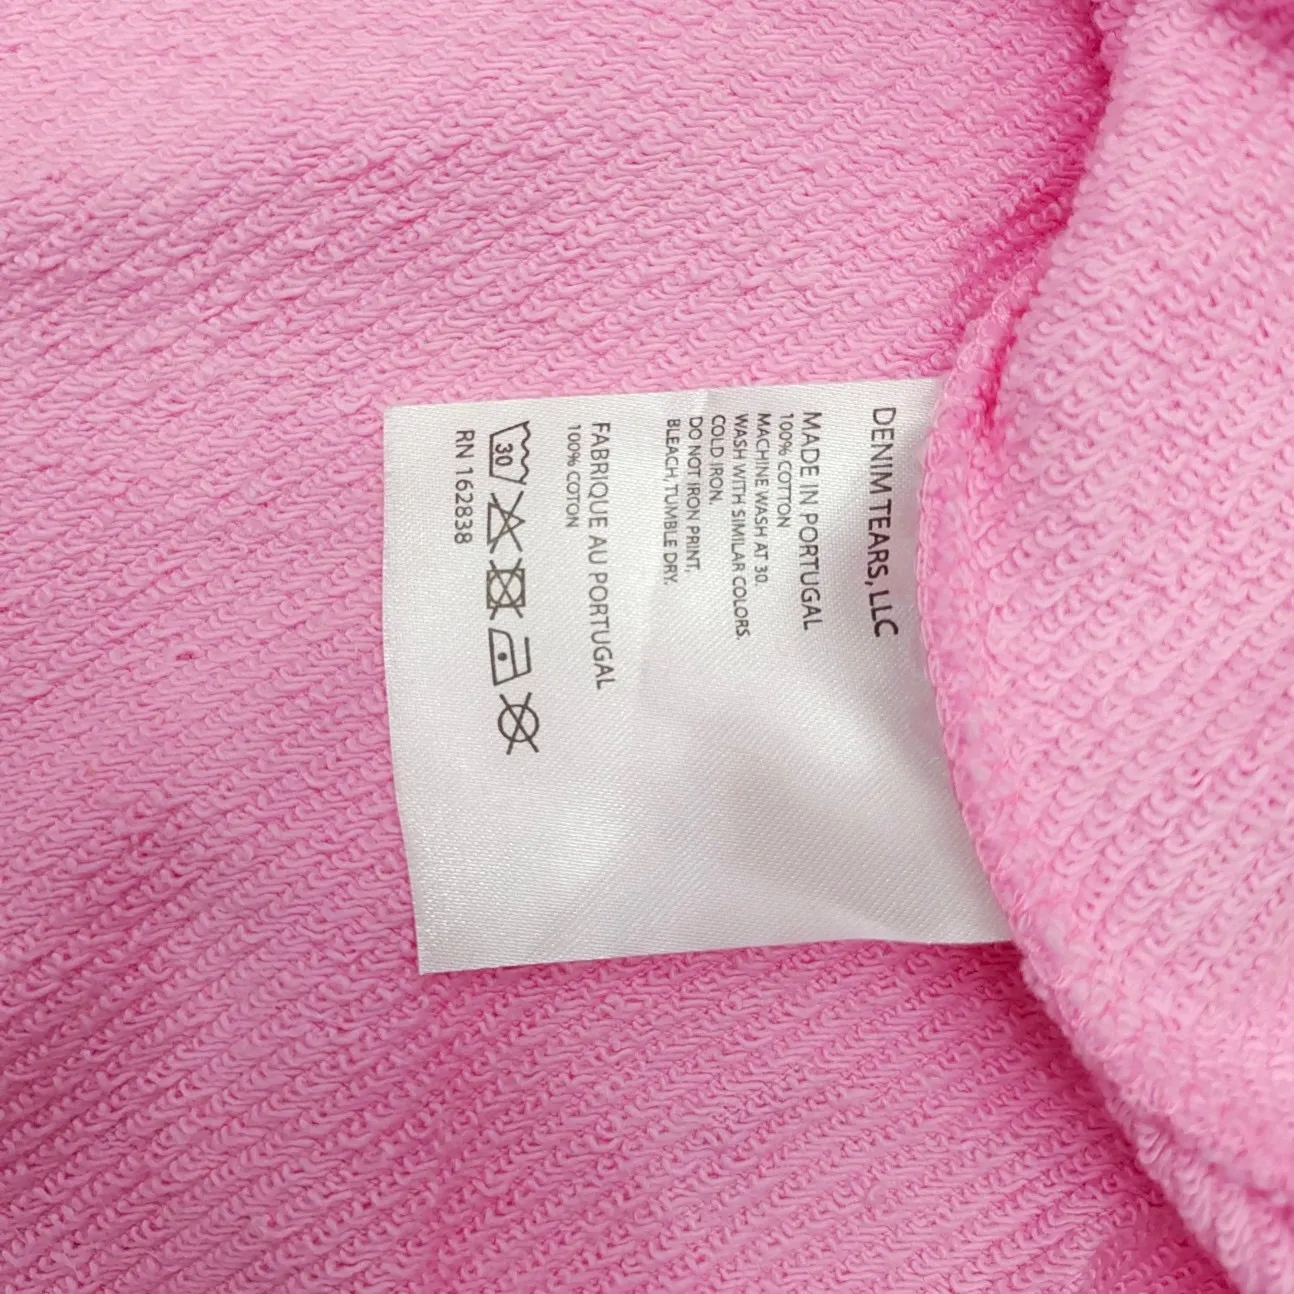 DENIM TEARS, LLC
MADE IN PORTUGAL
100% COTTON
MACHINE WASH AT 30.
WASH WITH SIMILAR COLORS.
COLD IRON.
DO NOT IRON PRINT,
BLEACH, TUMBLE DRY.
FABRIQUE AU PORTUGAL
100% COTON
30
RN 162838